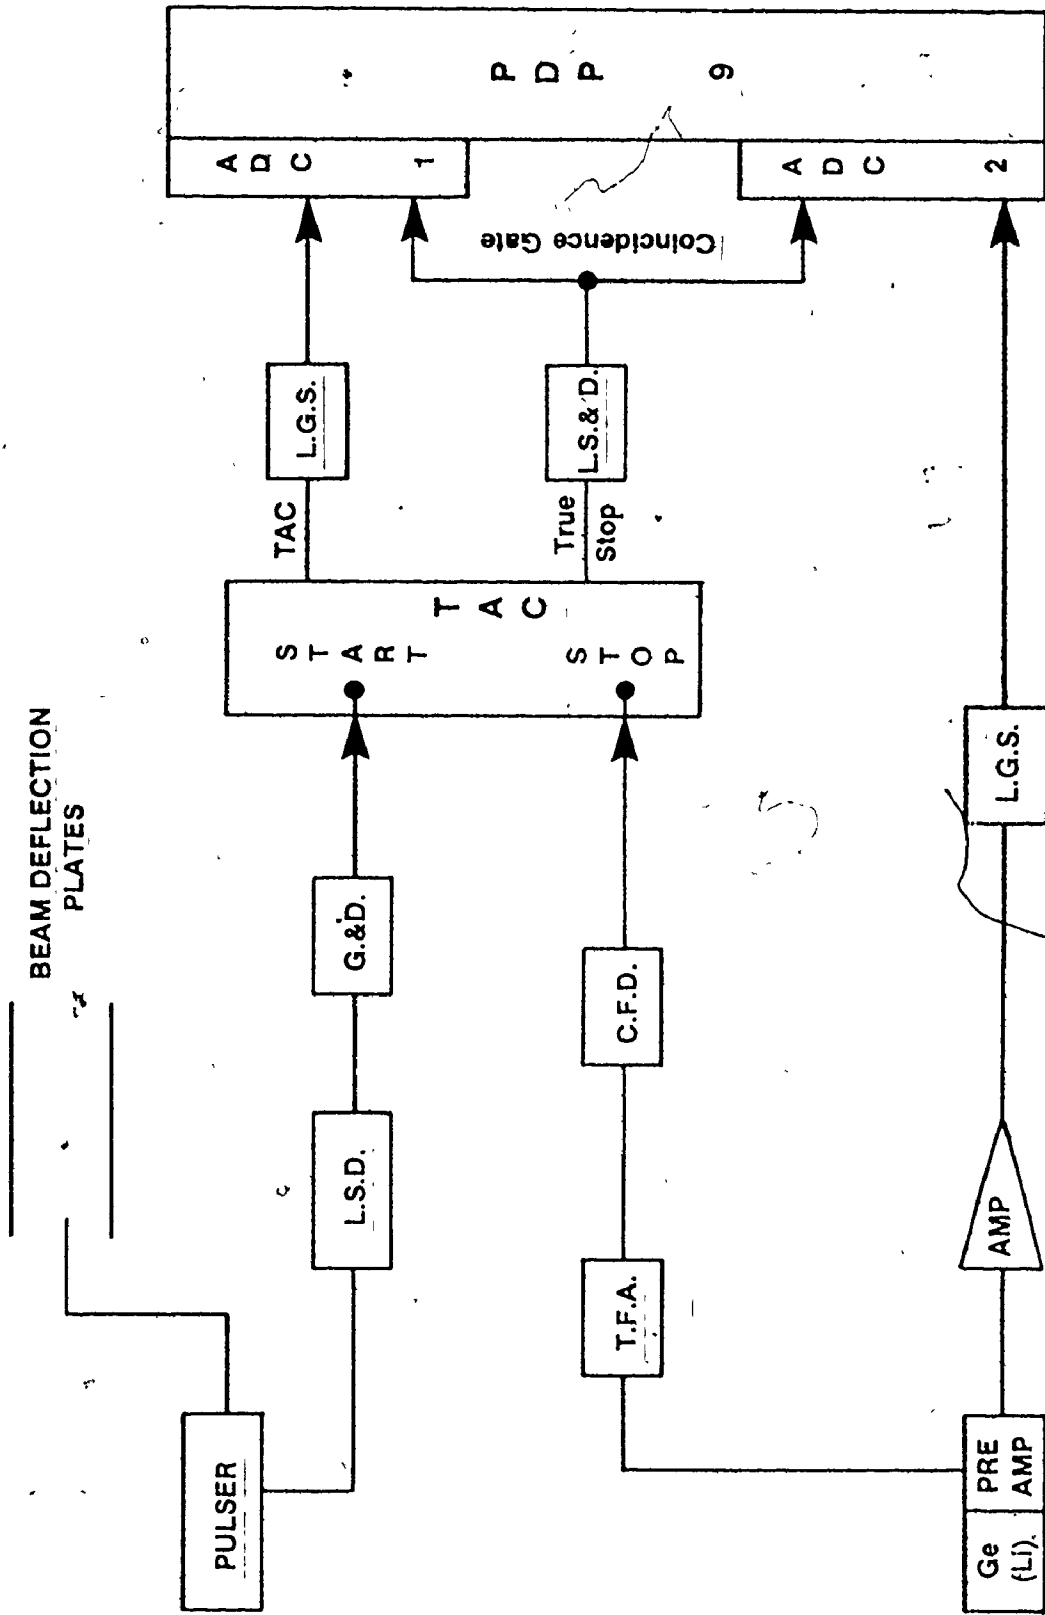 BEAM DEFLECTION
PLATES
PULSER
L.S.D.
G.&D.
START
TAC
STOP
TAC
L.G.S.
ADC 1
True
Stop
L.S.&D.
Coincidence Gate
PDP 9
T.F.A.
C.F.D.
ADC 2
Ge
(Li).
PRE
AMP
AMP
L.G.S.